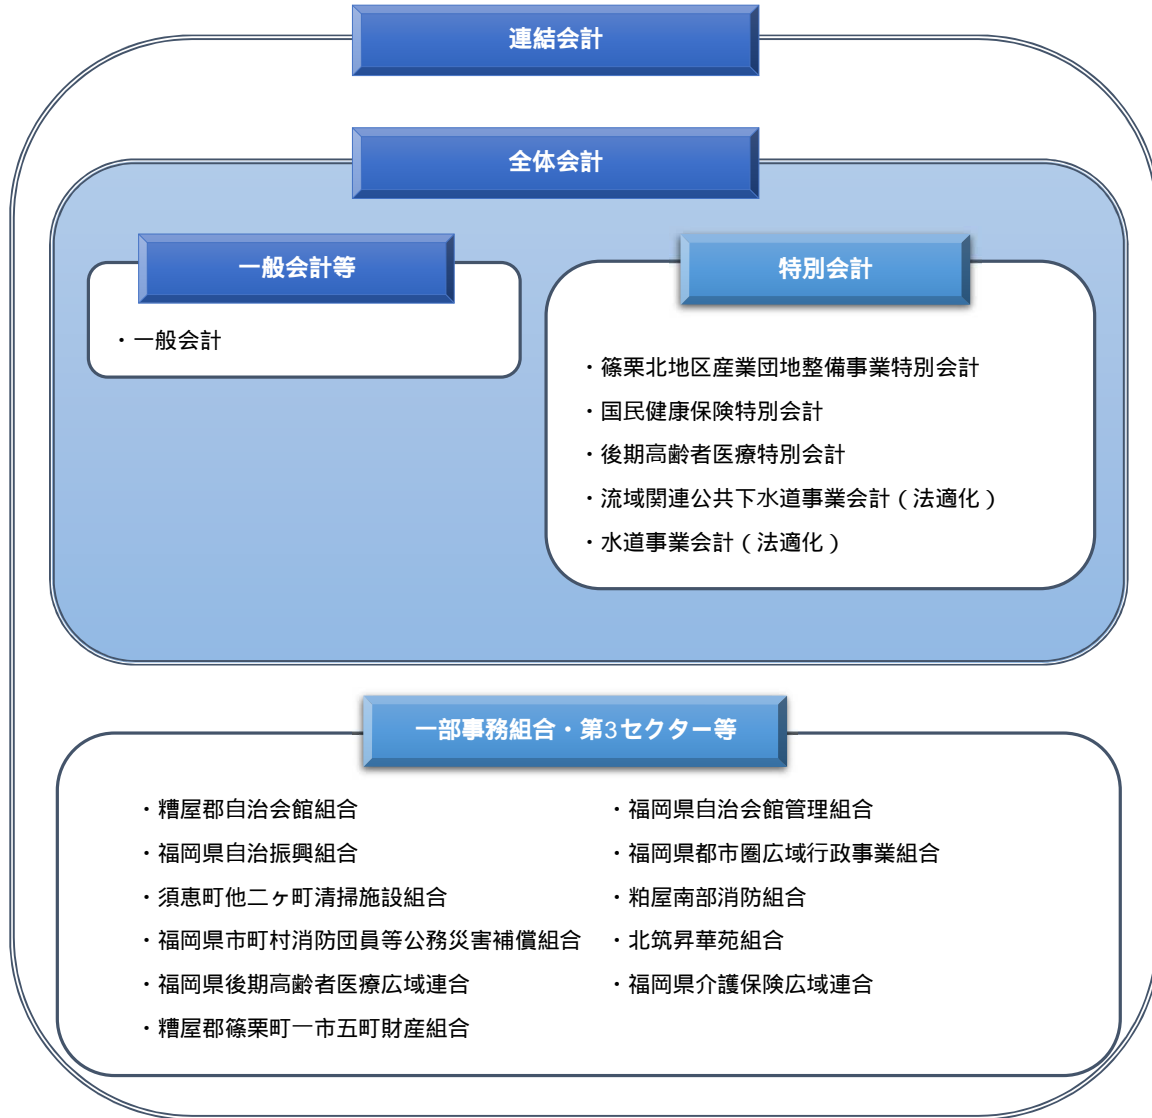 連結会計
全体会計
一般会計等
・一般会計
特別会計
・篠栗北地区産業団地整備事業特別会計
・国民健康保険特別会計
・後期高齢者医療特別会計
・流域関連公共下水道事業会計(法適化)
・水道事業会計(法適化)
一部事務組合・第3セクター等
・糟屋郡自治会館組合
・福岡県自治振興組合
・須恵町他二ヶ町清掃施設組合
・福岡県市町村消防団員等公務災害補償組合
・福岡県後期高齢者医療広域連合
・糟屋郡篠栗町一市五町財産組合
・福岡県自治会館管理組合
・福岡県都市圏広域行政事業組合
・粕屋南部消防組合
・北筑昇華苑組合
・福岡県介護保険広域連合